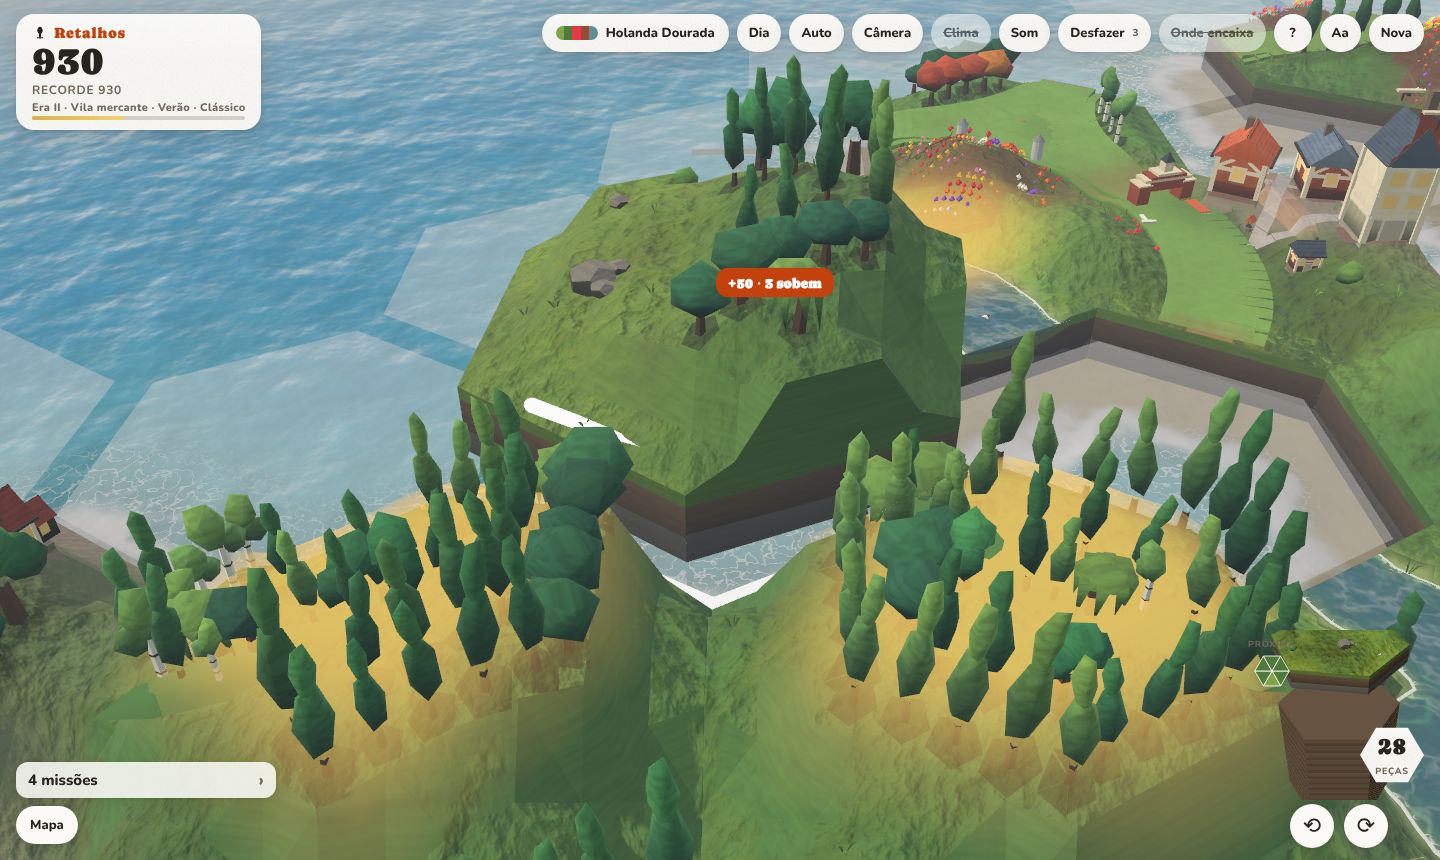 Retalhos
930
RECORDE 930
Era II · Vila mercante · Verão · Clássico
Holanda Dourada
Dia
Auto
Câmera
Clima
Som
Desfazer 3
Onde encaixa
?
Aa
Nova
+50 · 3 sobem
4 missões ›
Mapa
28
PEÇAS